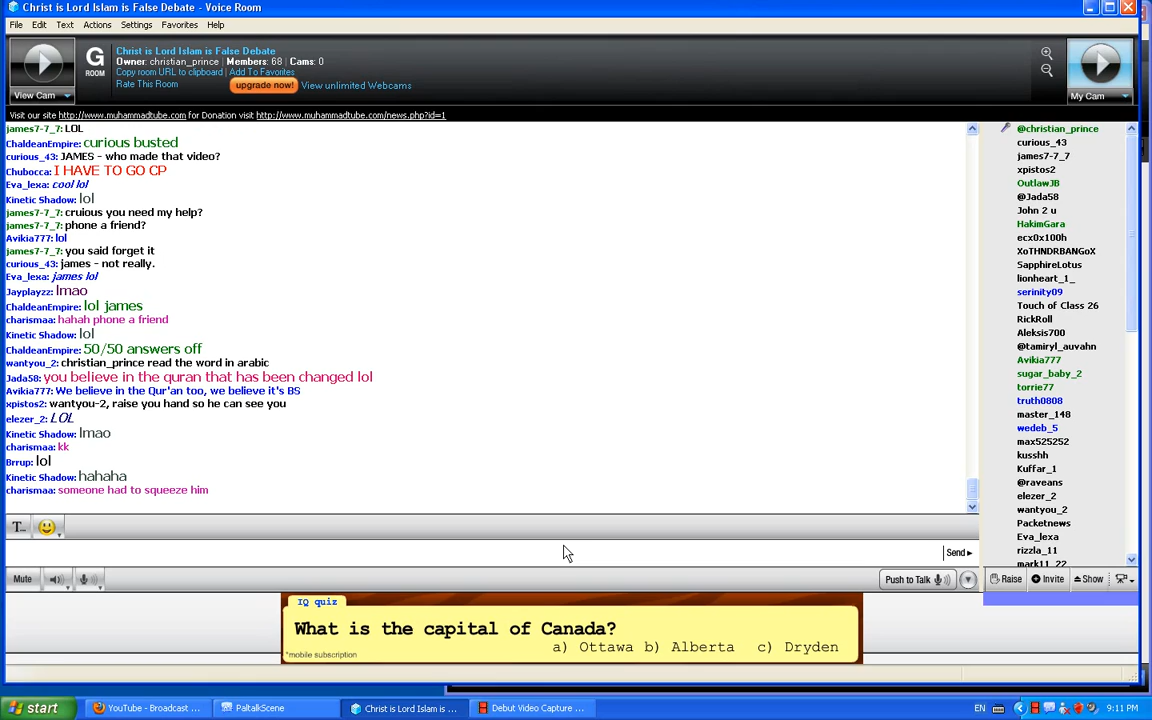 Christ is Lord Islam is False Debate - Voice Room
File Edit Text Actions Settings Favorites Help
View Cam
G ROOM
Christ is Lord Islam is False Debate
Owner: christian_prince | Members: 68 | Cams: 0
Copy room URL to clipboard | Add To Favorites
Rate This Room upgrade now! View unlimited Webcams
My Cam
Visit our site http://www.muhammadtube.com for Donation visit http://www.muhammadtube.com/news.php?id=1
james7-7_7: LOL
ChaldeanEmpire: curious busted
curious_43: JAMES - who made that video?
Chubocca: I HAVE TO GO CP
Eva_lexa: cool lol
Kinetic Shadow: lol
james7-7_7: cruious you need my help?
james7-7_7: phone a friend?
Avikia777: lol
james7-7_7: you said forget it
curious_43: james - not really.
Eva_lexa: james lol
Jayplayzz: lmao
ChaldeanEmpire: lol james
charismaa: hahah phone a friend
Kinetic Shadow: lol
ChaldeanEmpire: 50/50 answers off
wantyou_2: christian_prince read the word in arabic
Jada58: you believe in the quran that has been changed lol
Avikia777: We believe in the Qur'an too, we believe it's BS
xpistos2: wantyou-2, raise you hand so he can see you
elezer_2: LOL
Kinetic Shadow: lmao
charismaa: kk
Brrup: lol
Kinetic Shadow: hahaha
charismaa: someone had to squeeze him
@christian_prince
curious_43
james7-7_7
xpistos2
OutlawJB
@Jada58
John 2 u
HakimGara
ecx0x100h
XoTHNDRBANGoX
SapphireLotus
lionheart_1_
serinity09
Touch of Class 26
RickRoll
Aleksis700
@tamiryl_auvahn
Avikia777
sugar_baby_2
torrie77
truth0808
master_148
wedeb_5
max525252
kusshh
Kuffar_1
@raveans
elezer_2
wantyou_2
Packetnews
Eva_lexa
rizzla_11
mark11_22
T...
Send
Mute
Push to Talk
Raise Invite Show
IQ quiz
What is the capital of Canada?
a) Ottawa b) Alberta c) Dryden
*mobile subscription
start
YouTube - Broadcast ...
PaltalkScene
Christ is Lord Islam is ...
Debut Video Capture ...
EN
9:11 PM